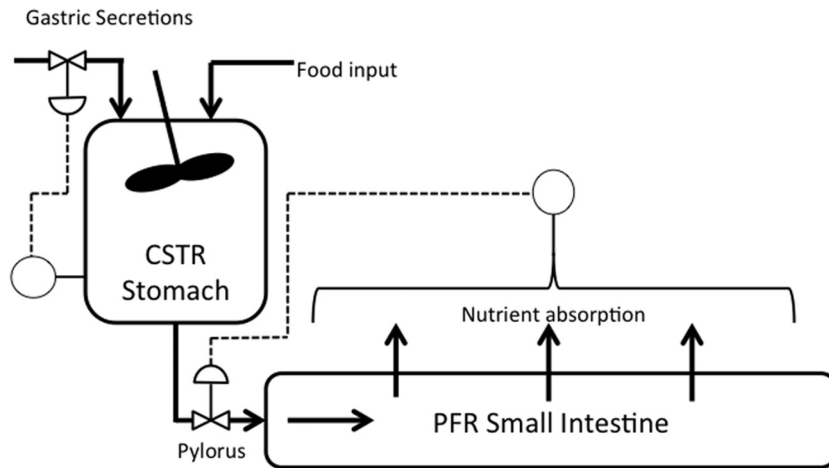 Gastric Secretions
Food input
CSTR
Stomach
Nutrient absorption
PFR Small Intestine
Pylorus